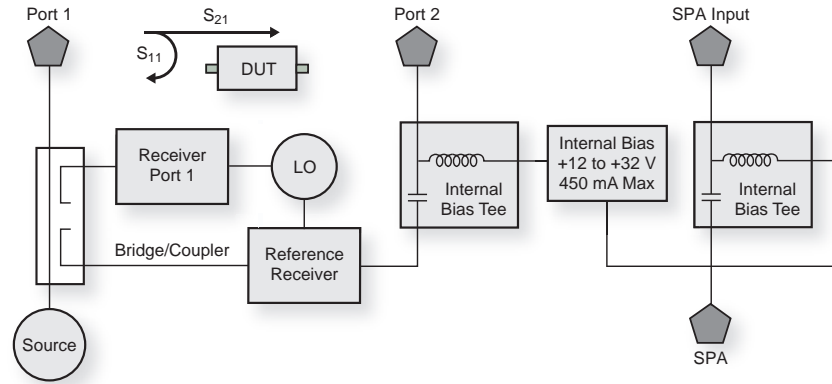 Port 1
S21
S11
DUT
Port 2
SPA Input
Receiver
Port 1
LO
Internal
Bias Tee
Internal Bias
+12 to +32 V
450 mA Max
Internal
Bias Tee
Bridge/Coupler
Reference
Receiver
Source
SPA